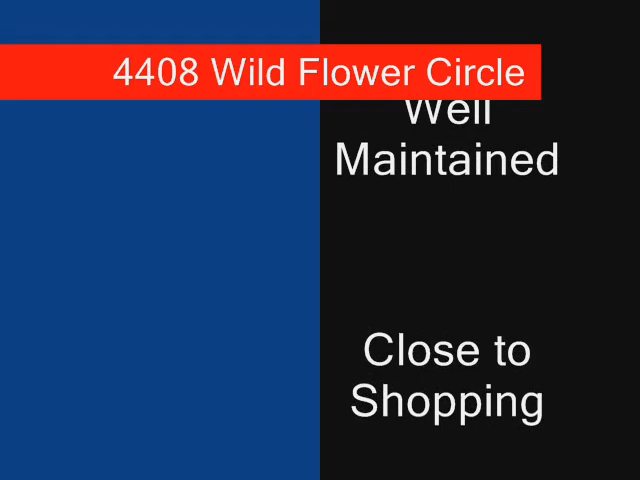 4408 Wild Flower Circle
Well
Maintained
Close to
Shopping